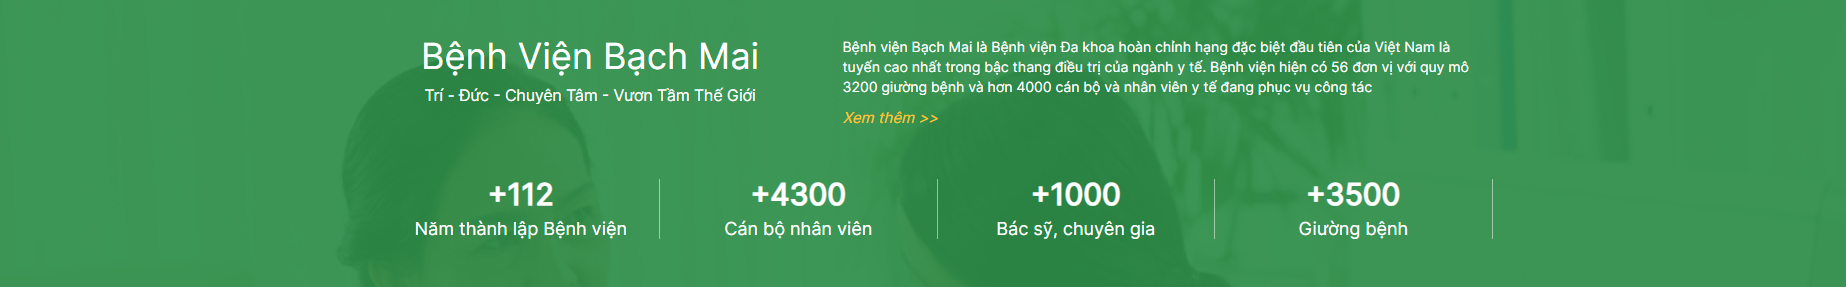 Bệnh Viện Bạch Mai
Trí - Đức - Chuyên Tâm - Vươn Tầm Thế Giới
Bệnh viện Bạch Mai là Bệnh viện Đa khoa hoàn chỉnh hạng đặc biệt đầu tiên của Việt Nam là
tuyến cao nhất trong bậc thang điều trị của ngành y tế. Bệnh viện hiện có 56 đơn vị với quy mô
3200 giường bệnh và hơn 4000 cán bộ và nhân viên y tế đang phục vụ công tác
Xem thêm >>
+112
Năm thành lập Bệnh viện
+4300
Cán bộ nhân viên
+1000
Bác sỹ, chuyên gia
+3500
Giường bệnh